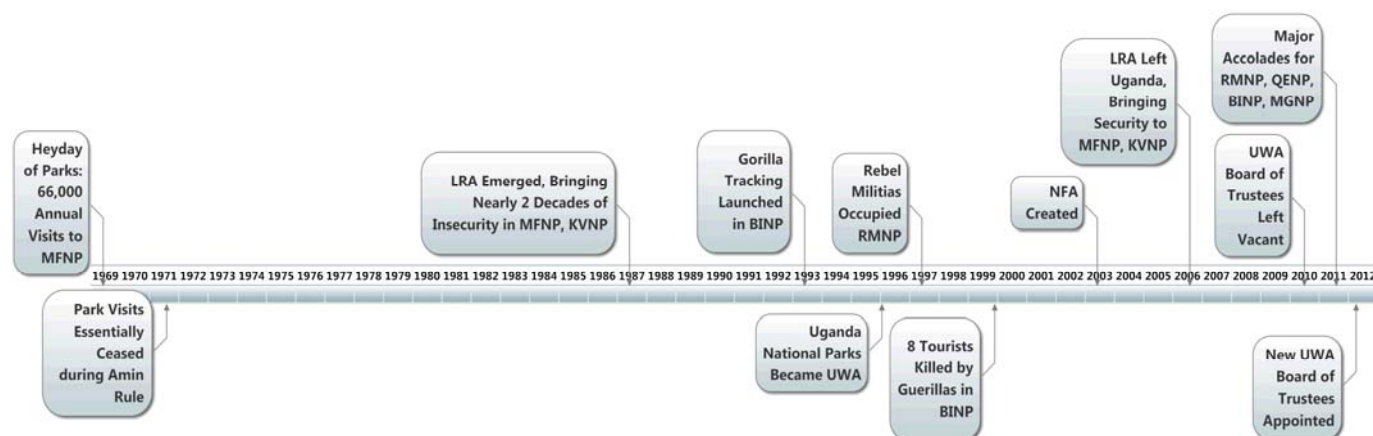 Heyday
of Parks:
66,000
Annual
Visits to
MFNP
LRA Emerged, Bringing
Nearly 2 Decades of
Insecurity in MFNP, KVNP
Gorilla
Tracking
Launched
in BINP
Rebel
Militias
Occupied
RMNP
NFA
Created
LRA Left
Uganda,
Bringing
Security to
MFNP, KVNP
Major
Accolades for
RMNP, QENP,
BINP, MGNP
UWA
Board of
Trustees
Left
Vacant
1969 1970 1971 1972 1973 1974 1975 1976 1977 1978 1979 1980 1981 1982 1983 1984 1985 1986 1987 1988 1989 1990 1991 1992 1993 1994 1995 1996 1997 1998 1999 2000 2001 2002 2003 2004 2005 2006 2007 2008 2009 2010 2011 2012
Park Visits
Essentially
Ceased
during Amin
Rule
Uganda
National Parks
Became UWA
8 Tourists
Killed by
Guerillas in
BINP
New UWA
Board of
Trustees
Appointed